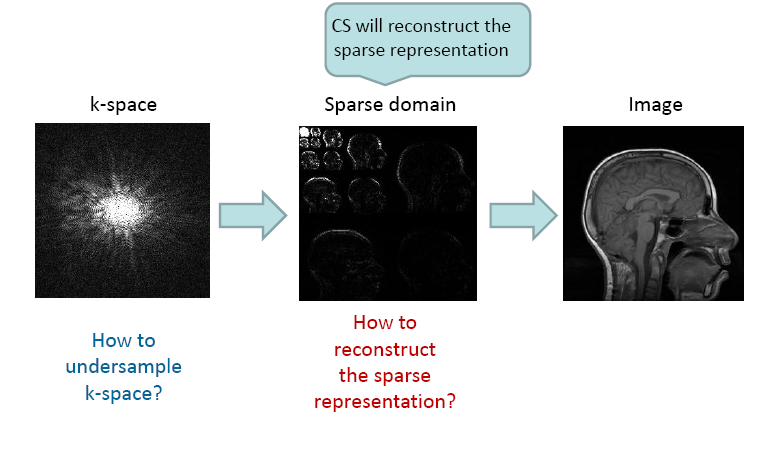 CS will reconstruct the
sparse representation
k-space
Sparse domain
Image
How to
undersample
k-space?
How to
reconstruct
the sparse
representation?